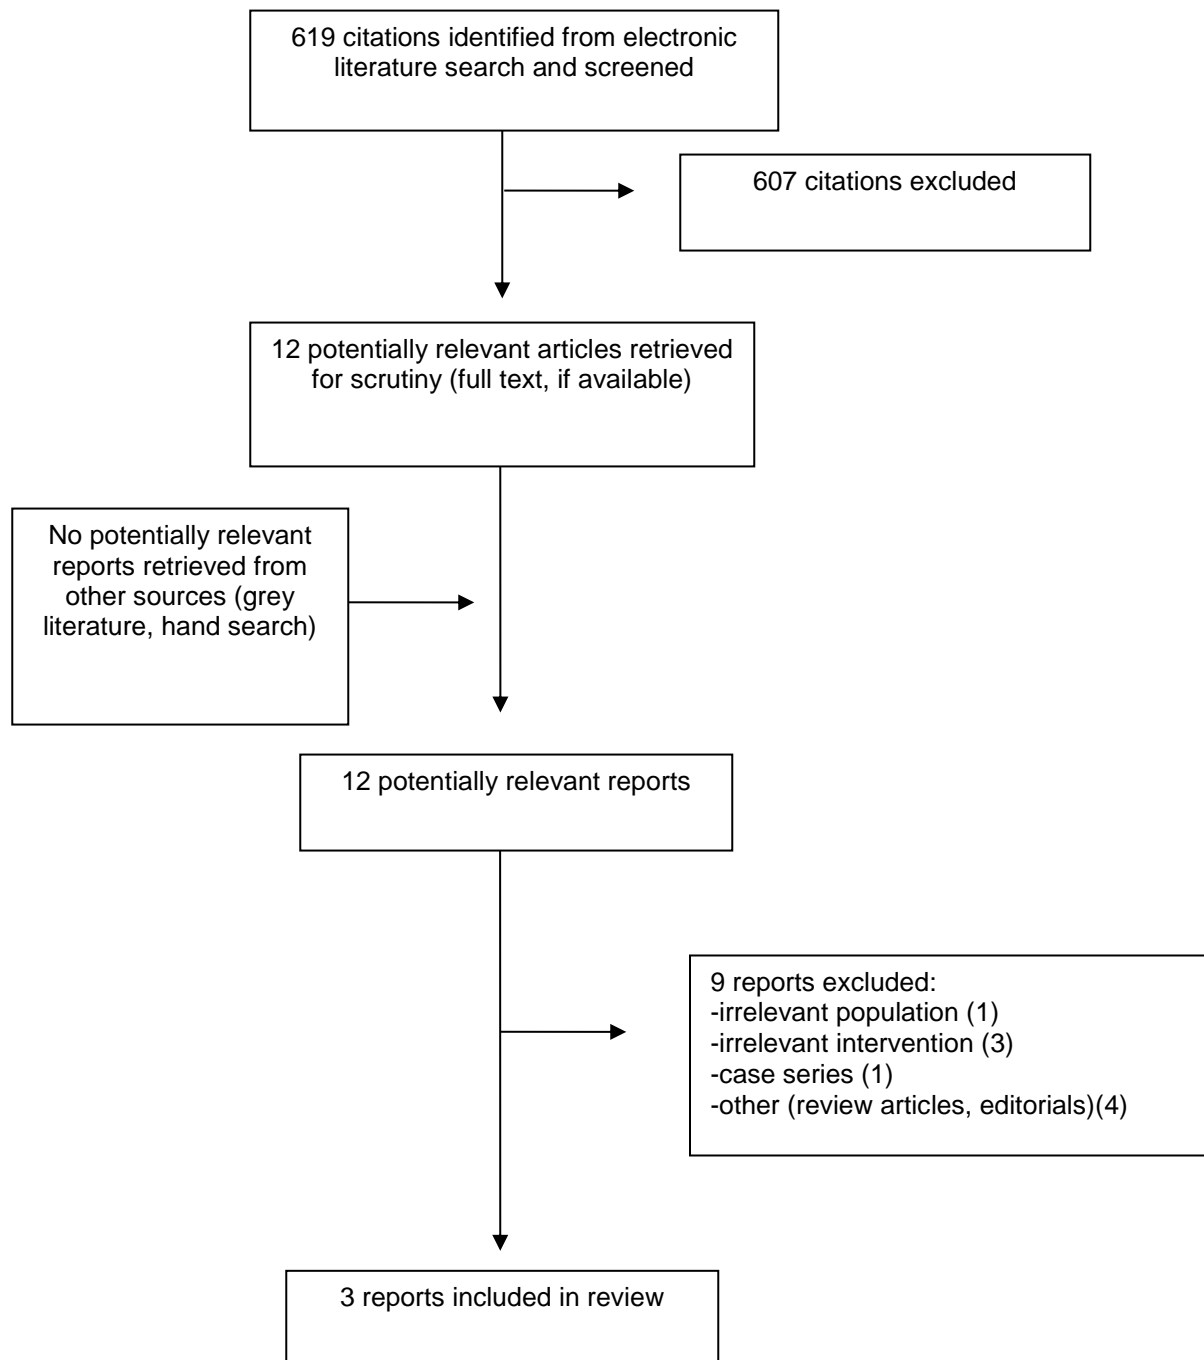 619 citations identified from electronic
literature search and screened
607 citations excluded
12 potentially relevant articles retrieved
for scrutiny (full text, if available)
No potentially relevant
reports retrieved from
other sources (grey
literature, hand search)
12 potentially relevant reports
9 reports excluded:
-irrelevant population (1)
-irrelevant intervention (3)
-case series (1)
-other (review articles, editorials)(4)
3 reports included in review